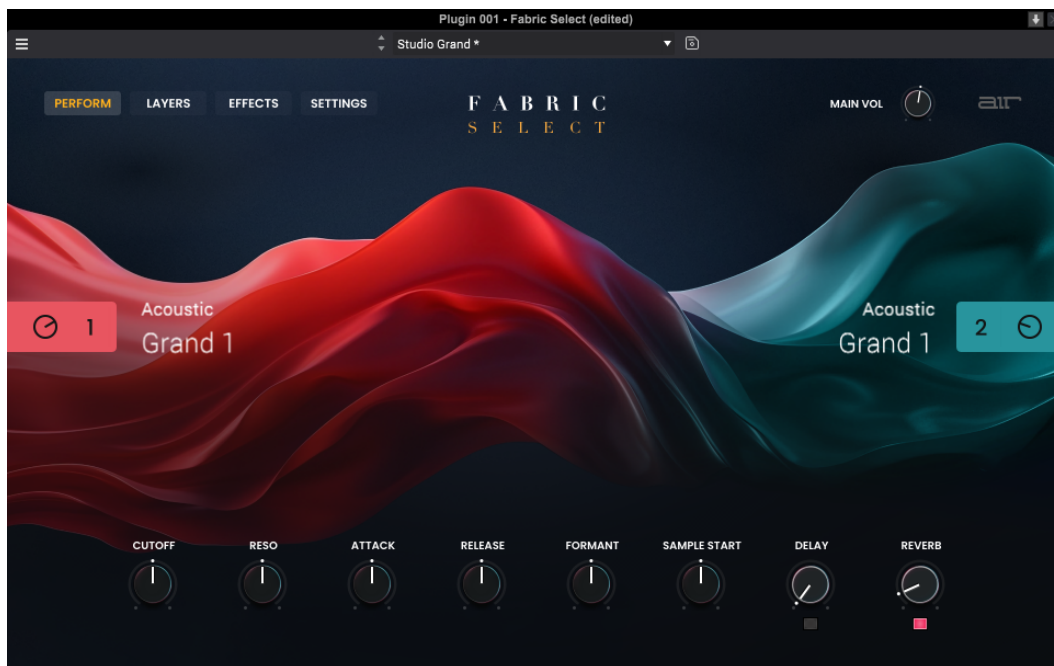 Plugin 001 - Fabric Select (edited)
Studio Grand *
PERFORM LAYERS EFFECTS SETTINGS
FABRIC
SELECT
MAIN VOL
air
1
Acoustic
Grand 1
Acoustic
Grand 1
2
CUTOFF RESO ATTACK RELEASE FORMANT SAMPLE START DELAY REVERB